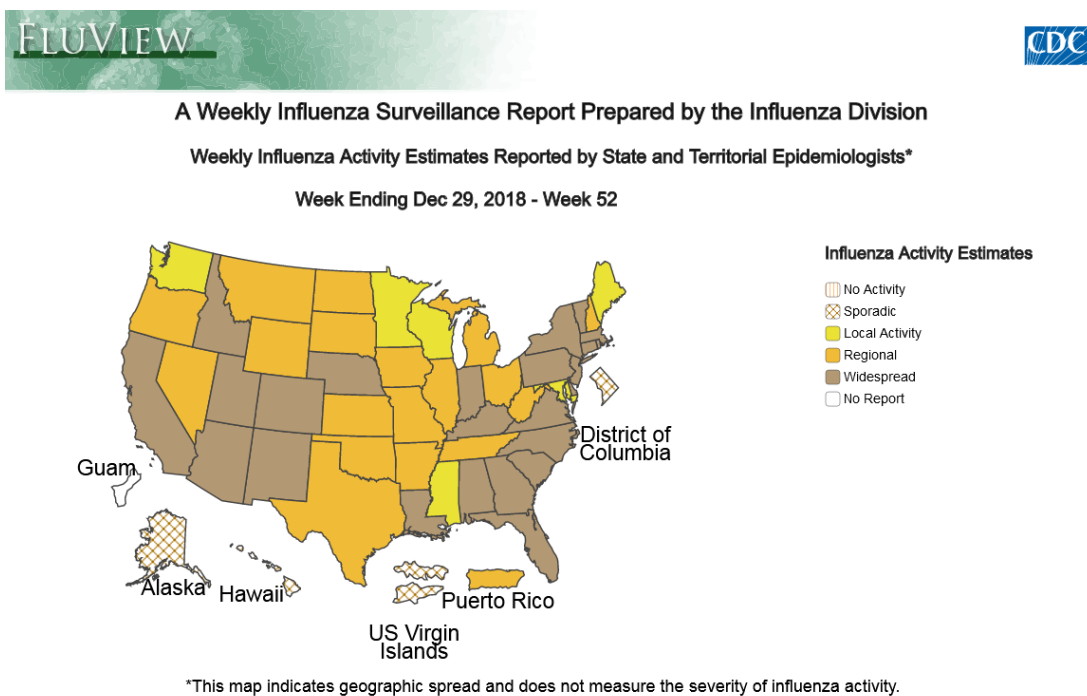 FLUVIEW
CDC
A Weekly Influenza Surveillance Report Prepared by the Influenza Division
Weekly Influenza Activity Estimates Reported by State and Territorial Epidemiologists*
Week Ending Dec 29, 2018 - Week 52
Influenza Activity Estimates
No Activity
Sporadic
Local Activity
Regional
Widespread
No Report
District of
Columbia
Guam
Alaska
Hawaii
Puerto Rico
US Virgin
Islands
*This map indicates geographic spread and does not measure the severity of influenza activity.